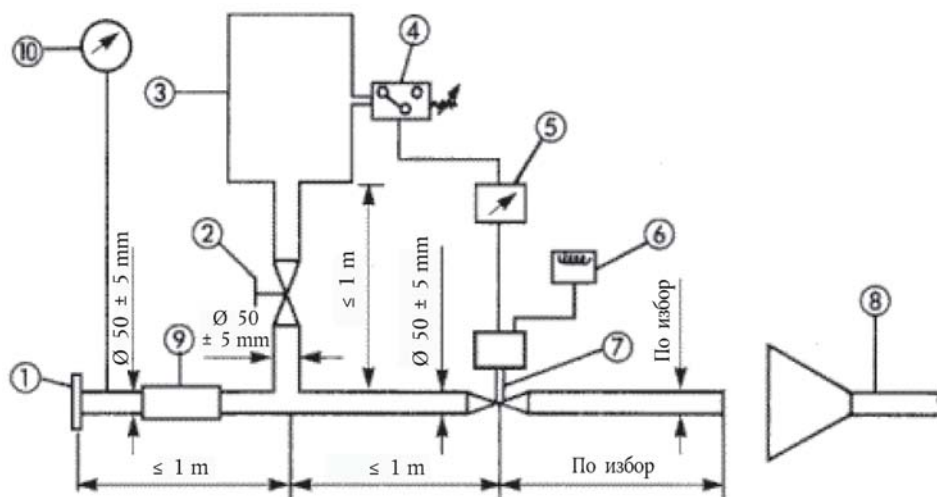 ⑩
④
③
⑤
②
⑥
Ø 50 ± 5 mm
Ø 50
± 5 mm
≤ 1 m
Ø 50 ± 5 mm
По избор
⑦
⑧
⑨
①
≤ 1 m
≤ 1 m
По избор